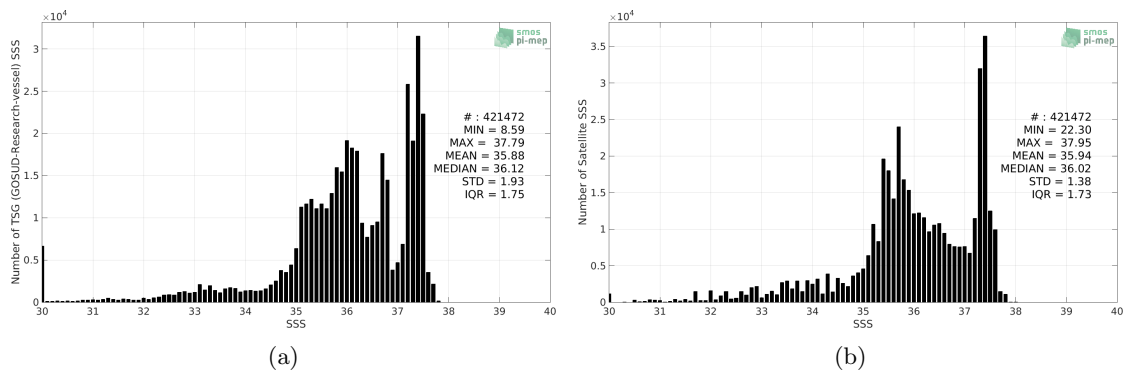 ×10⁴
3
2.5
2
1.5
1
0.5
0
30 31 32 33 34 35 36 37 38 39 40
SSS
Number of TSG (GOSUD-Research-vessel) SSS
smos
pi-mep
# : 421472
MIN = 8.59
MAX = 37.79
MEAN = 35.88
MEDIAN = 36.12
STD = 1.93
IQR = 1.75
(a)
×10⁴
3.5
3
2.5
2
1.5
1
0.5
0
30 31 32 33 34 35 36 37 38 39 40
SSS
Number of Satellite SSS
smos
pi-mep
# : 421472
MIN = 22.30
MAX = 37.95
MEAN = 35.94
MEDIAN = 36.02
STD = 1.38
IQR = 1.73
(b)